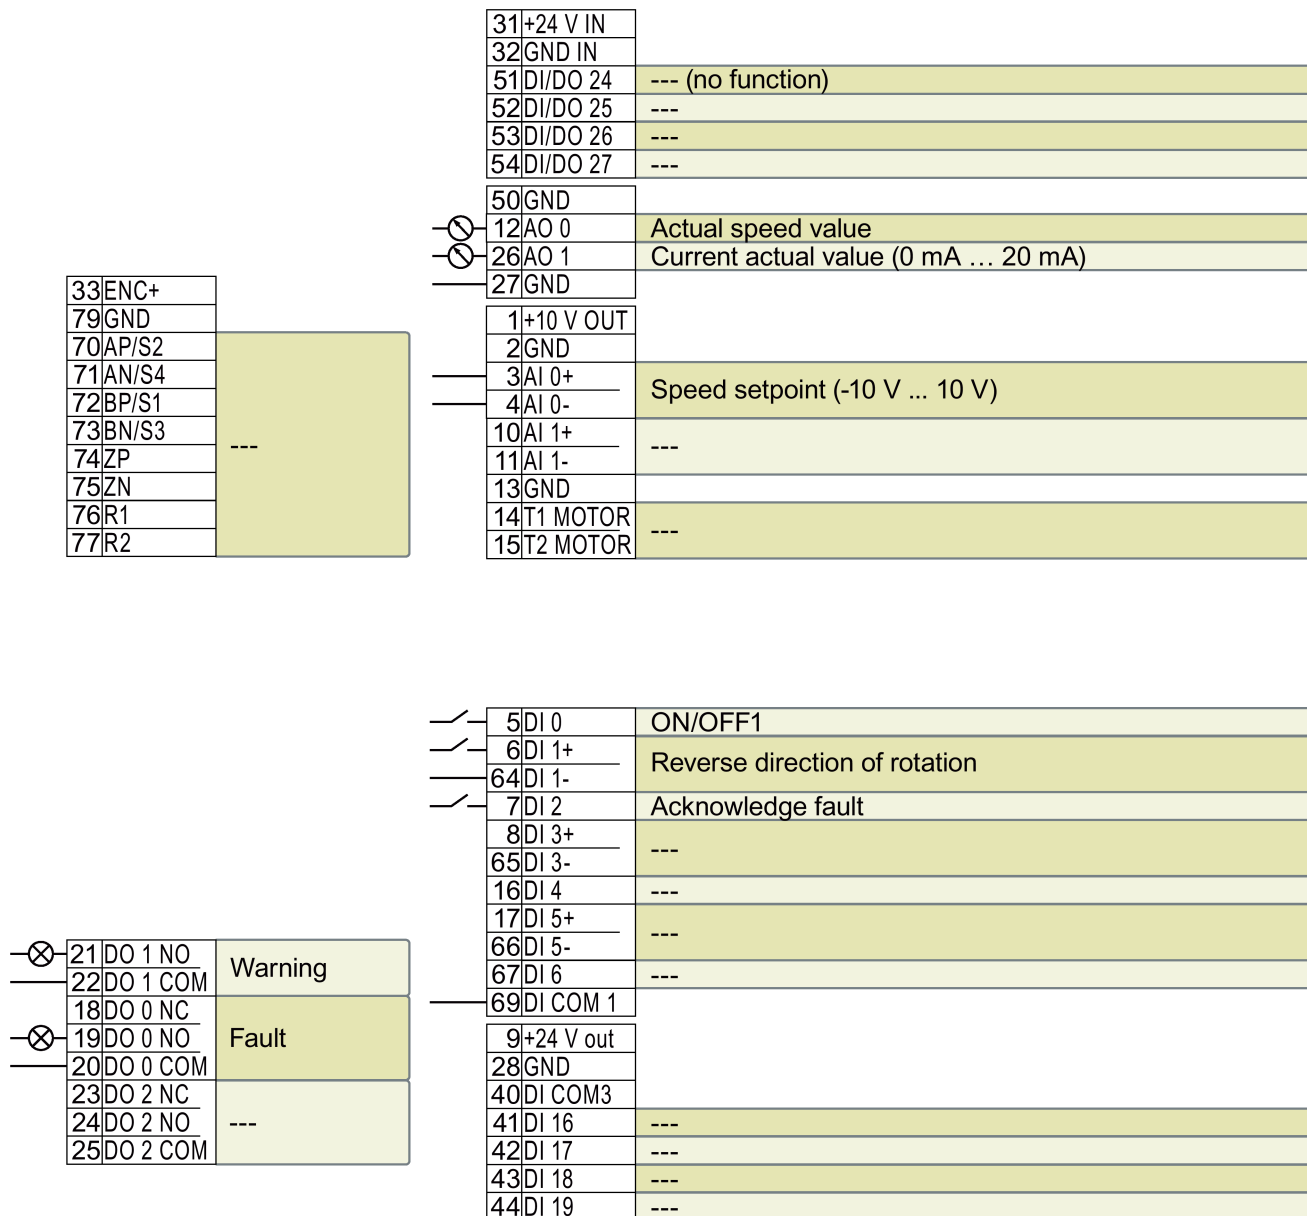 31 +24 V IN
32 GND IN
51 DI/DO 24 --- (no function)
52 DI/DO 25 ---
53 DI/DO 26 ---
54 DI/DO 27 ---
50 GND
12 AO 0 Actual speed value
26 AO 1 Current actual value (0 mA … 20 mA)
27 GND
33 ENC+
79 GND
70 AP/S2
71 AN/S4
72 BP/S1
73 BN/S3
---
74 ZP
75 ZN
76 R1
77 R2
1 +10 V OUT
2 GND
3 AI 0+
Speed setpoint (-10 V ... 10 V)
4 AI 0-
10 AI 1+
---
11 AI 1-
13 GND
14 T1 MOTOR
---
15 T2 MOTOR
5 DI 0 ON/OFF1
6 DI 1+
Reverse direction of rotation
64 DI 1-
7 DI 2 Acknowledge fault
8 DI 3+
---
65 DI 3-
16 DI 4 ---
17 DI 5+
---
66 DI 5-
67 DI 6 ---
69 DI COM 1
21 DO 1 NO
Warning
22 DO 1 COM
18 DO 0 NC
19 DO 0 NO Fault
20 DO 0 COM
23 DO 2 NC
24 DO 2 NO ---
25 DO 2 COM
9 +24 V out
28 GND
40 DI COM3
41 DI 16 ---
42 DI 17 ---
43 DI 18 ---
44 DI 19 ---